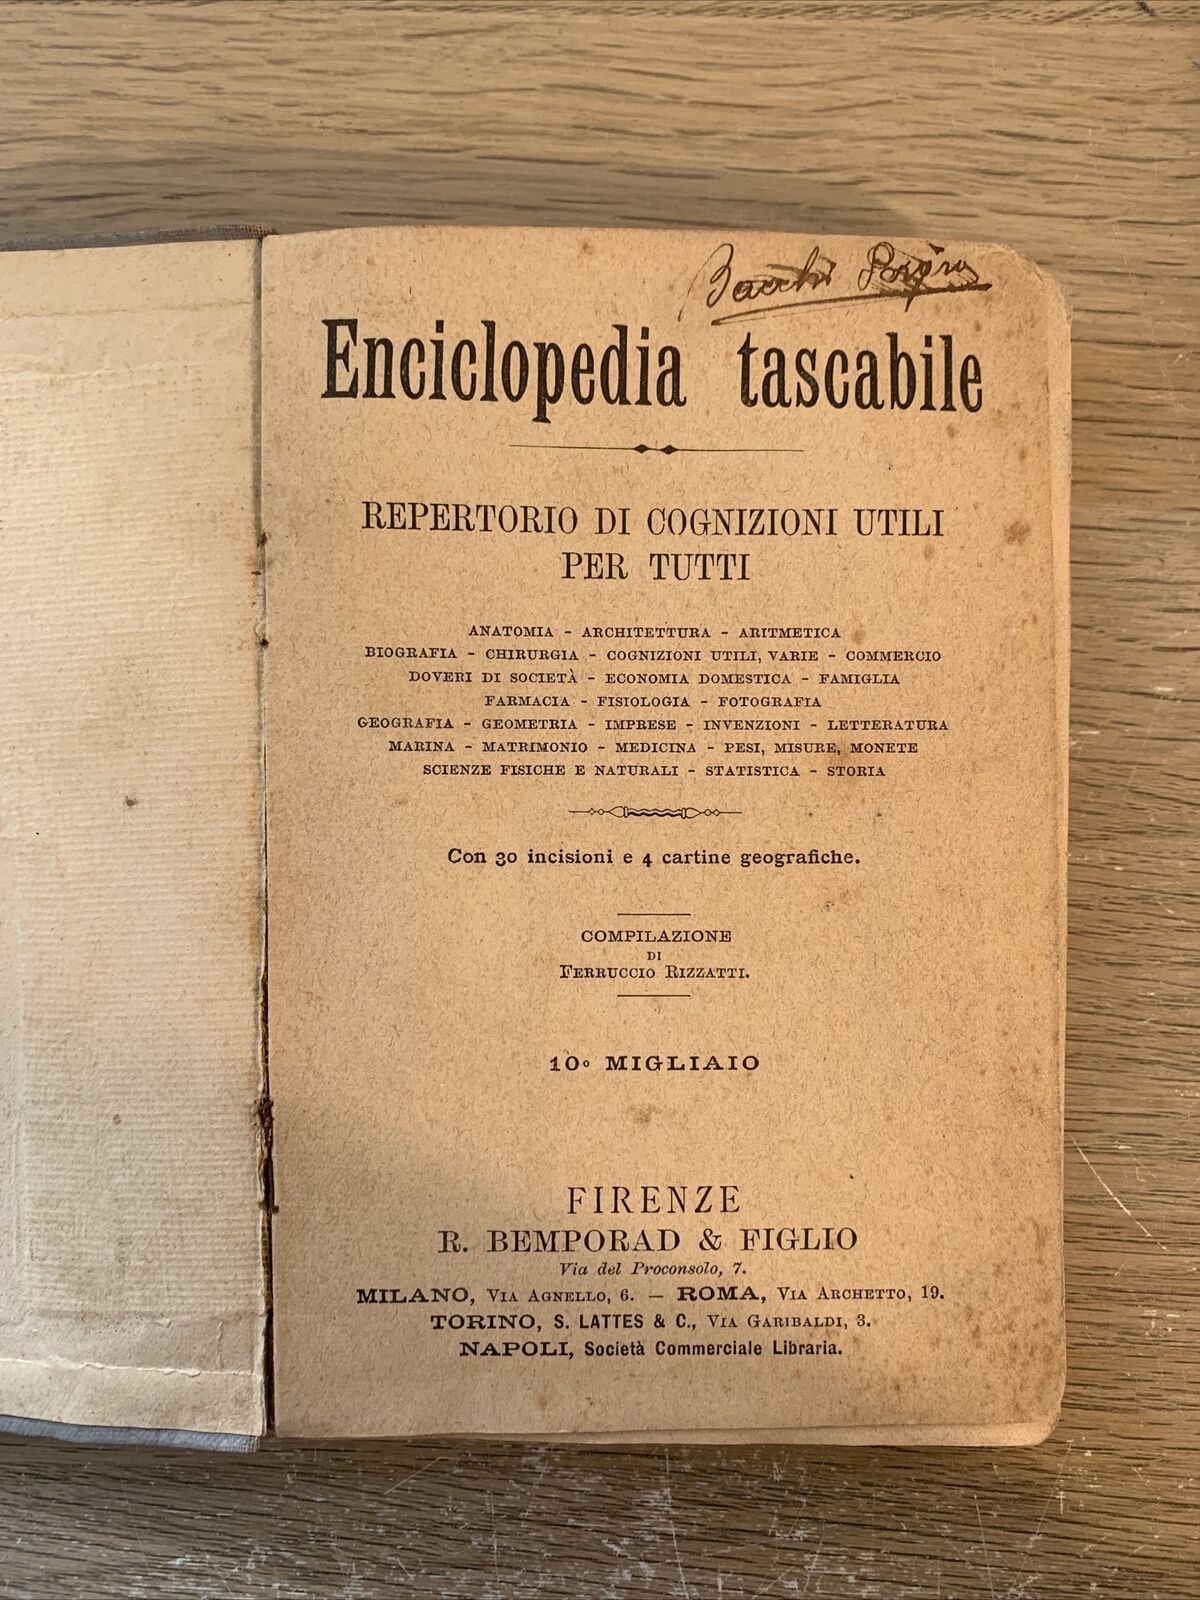 Bacchi
Enciclopedia tascabile
REPERTORIO DI COGNIZIONI UTILI
PER TUTTI
ANATOMIA - ARCHITETTURA - ARITMETICA
BIOGRAFIA - CHIRURGIA - COGNIZIONI UTILI, VARIE - COMMERCIO
DOVERI DI SOCIETÀ - ECONOMIA DOMESTICA - FAMIGLIA
FARMACIA - FISIOLOGIA - FOTOGRAFIA
GEOGRAFIA - GEOMETRIA - IMPRESE - INVENZIONI - LETTERATURA
MARINA - MATRIMONIO - MEDICINA - PESI, MISURE, MONETE
SCIENZE FISICHE E NATURALI - STATISTICA - STORIA
Con 30 incisioni e 4 cartine geografiche.
COMPILAZIONE
DI
FERRUCCIO RIZZATTI.
10º MIGLIAIO
FIRENZE
R. BEMPORAD & FIGLIO
Via del Proconsolo, 7.
MILANO, VIA AGNELLO, 6. — ROMA, VIA ARCHETTO, 19.
TORINO, S. LATTES & C., VIA GARIBALDI, 3.
NAPOLI, Società Commerciale Libraria.